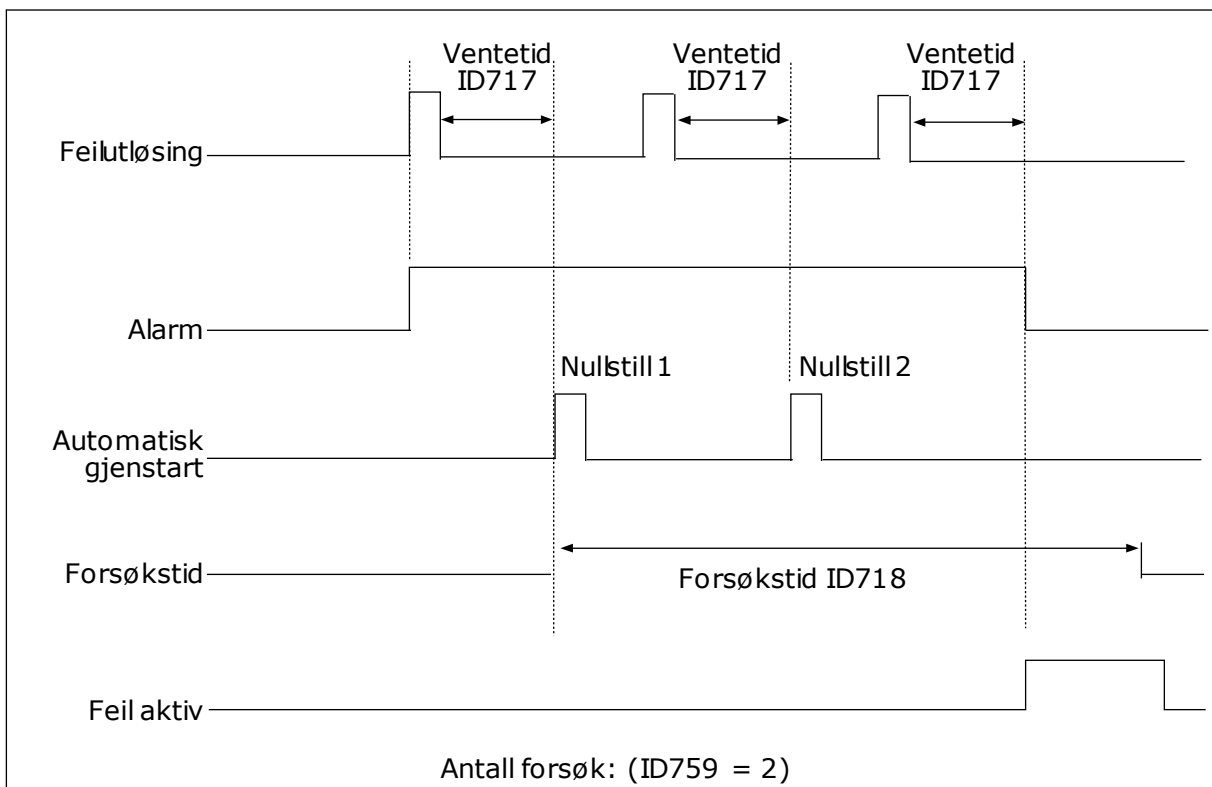 Ventetid
ID717
Ventetid
ID717
Ventetid
ID717
Feilutløsing
Alarm
Nullstill 1
Nullstill 2
Automatisk
gjenstart
Forsøkstid
Forsøkstid ID718
Feil aktiv
Antall forsøk: (ID759 = 2)